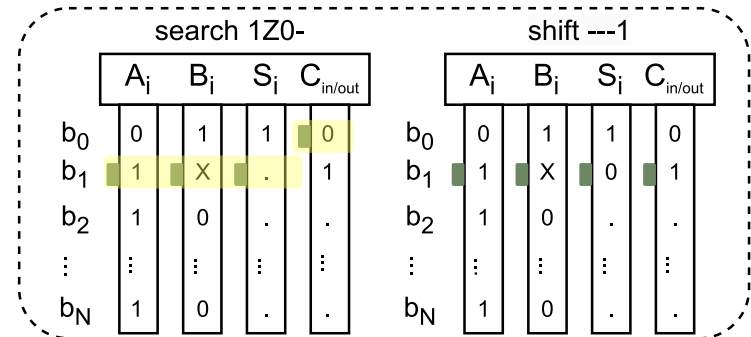 search 1Z0- shift ---1
A_i B_i S_i C_in/out A_i B_i S_i C_in/out
b_0 0 1 1 0 b_0 0 1 1 0
b_1 1 X . 1 b_1 1 X 0 1
b_2 1 0 . . b_2 1 0 . .
⋮ ⋮ ⋮ ⋮ ⋮ ⋮ ⋮ ⋮ ⋮ ⋮
b_N 1 0 . . b_N 1 0 . .